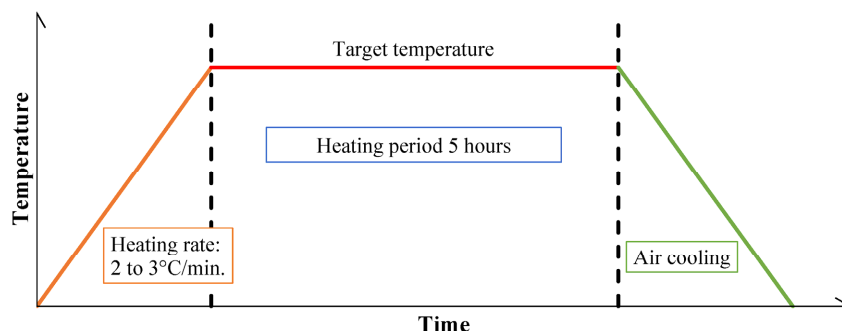 Target temperature
Heating period 5 hours
Temperature
Heating rate:
2 to 3°C/min.
Air cooling
Time